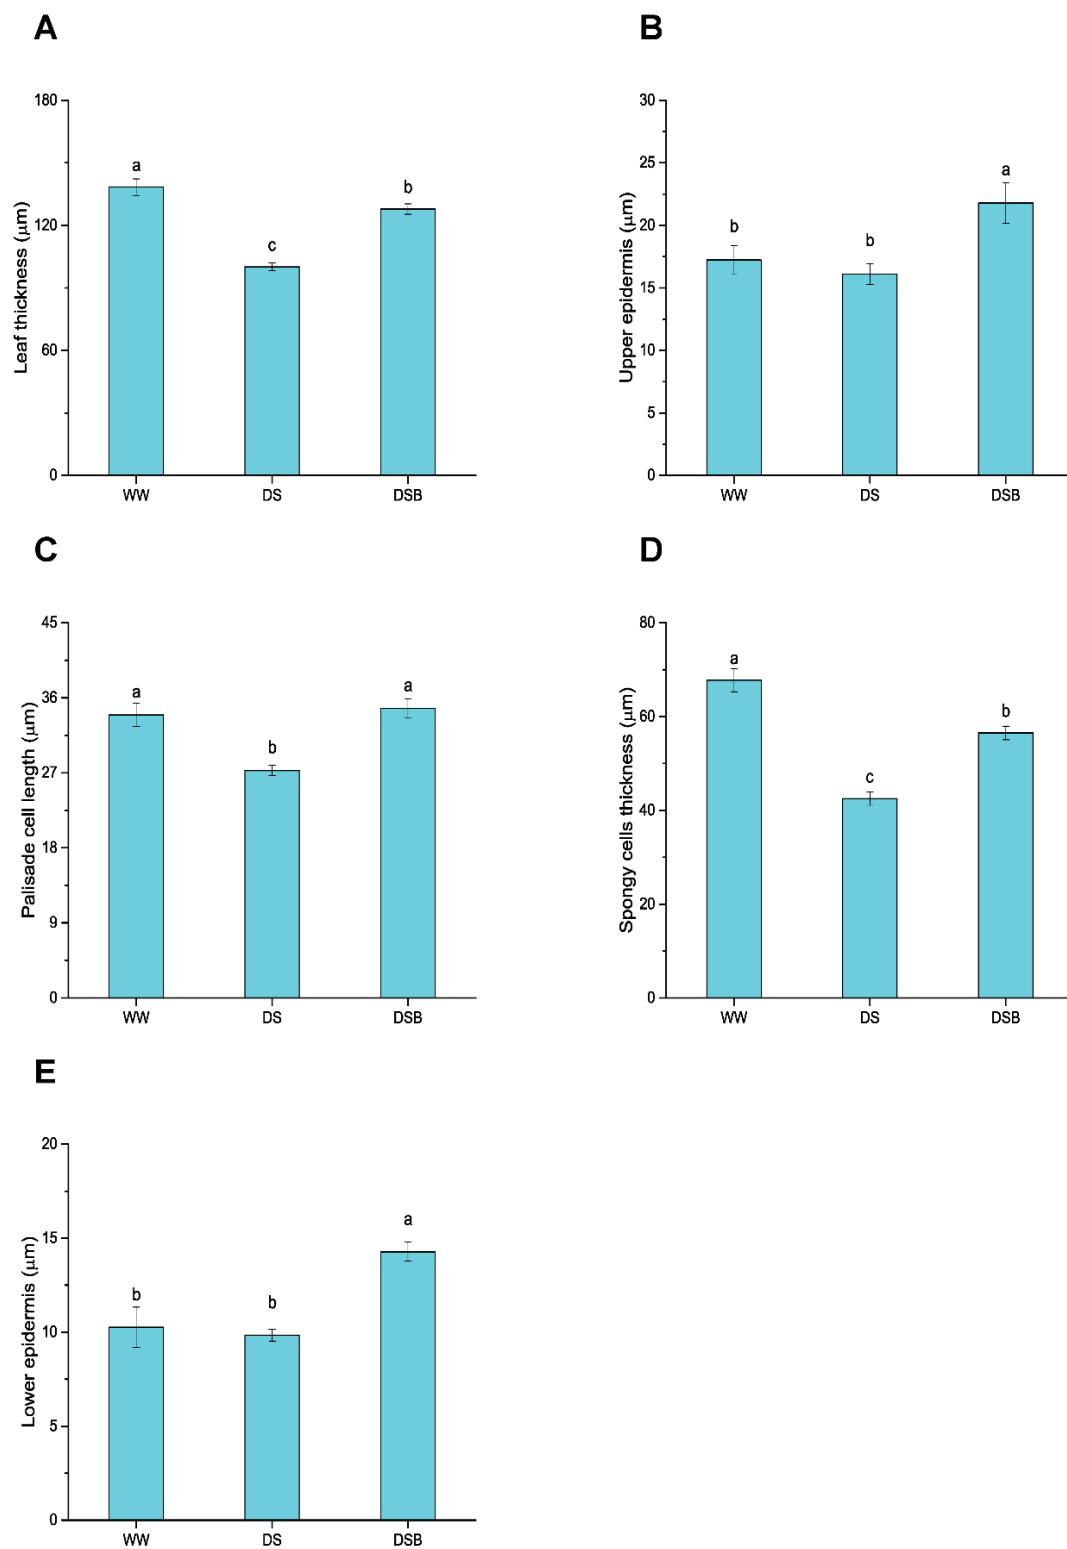 A
Leaf thickness (μm)
180
120
60
0
a
c
b
WW DS DSB
B
Upper epidermis (μm)
30
25
20
15
10
5
0
b
b
a
WW DS DSB
C
Palisade cell length (μm)
45
36
27
18
9
0
a
b
a
WW DS DSB
D
Spongy cells thickness (μm)
80
60
40
20
0
a
c
b
WW DS DSB
E
Lower epidermis (μm)
20
15
10
5
0
b
b
a
WW DS DSB